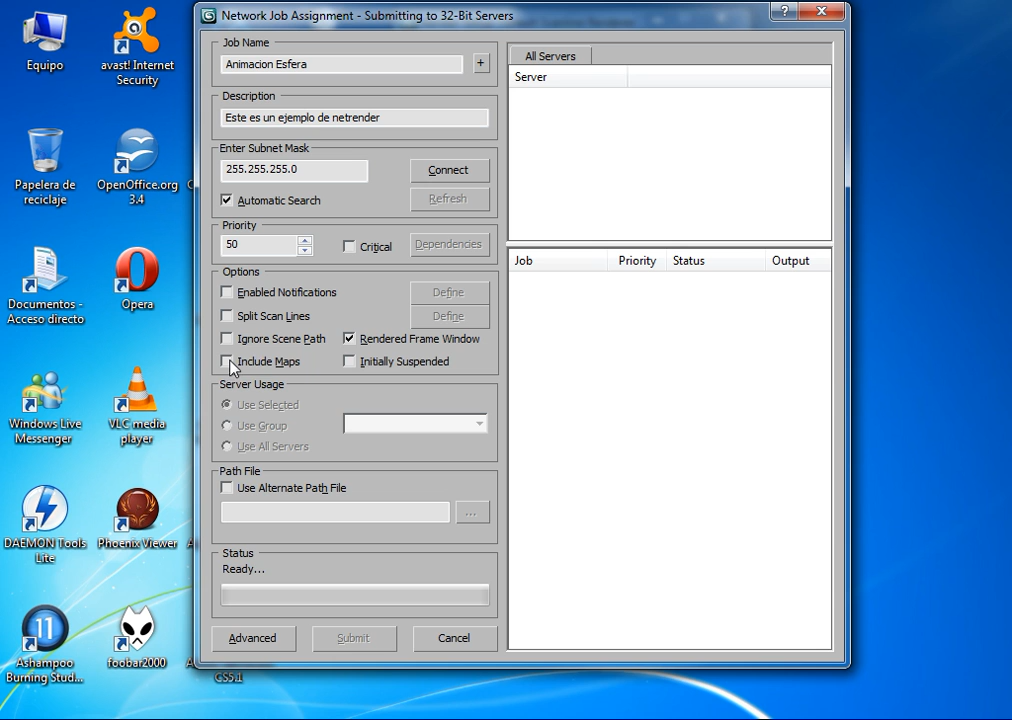 Network Job Assignment - Submitting to 32-Bit Servers
Equipo
avast! Internet
Security
Papelera de
reciclaje
OpenOffice.org
3.4
Documentos -
Acceso directo
Opera
Windows Live
Messenger
VLC media
player
DAEMON Tools
Lite
Phoenix Viewer
Ashampoo
Burning Stud...
foobar2000
CS5.1
Job Name
Animacion Esfera
+
Description
Este es un ejemplo de netrender
Enter Subnet Mask
255.255.255.0
Connect
Automatic Search
Refresh
Priority
50
Critical
Dependencies
Options
Enabled Notifications
Define
Split Scan Lines
Define
Ignore Scene Path
Rendered Frame Window
Include Maps
Initially Suspended
Server Usage
Use Selected
Use Group
Use All Servers
Path File
Use Alternate Path File
...
Status
Ready...
Advanced
Submit
Cancel
All Servers
Server
Job
Priority
Status
Output